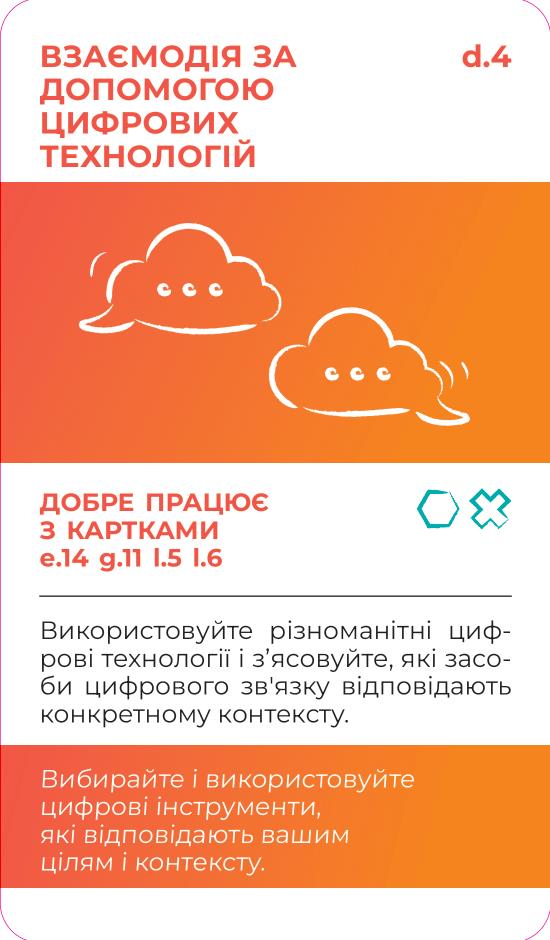 ВЗАЄМОДІЯ ЗА
ДОПОМОГОЮ
ЦИФРОВИХ
ТЕХНОЛОГІЙ
d.4
ДОБРЕ ПРАЦЮЄ
З КАРТКАМИ
e.14 g.11 l.5 l.6
Використовуйте різноманітні циф-
рові технології і з’ясовуйте, які засо-
би цифрового зв'язку відповідають
конкретному контексту.
Вибирайте і використовуйте
цифрові інструменти,
які відповідають вашим
цілям і контексту.